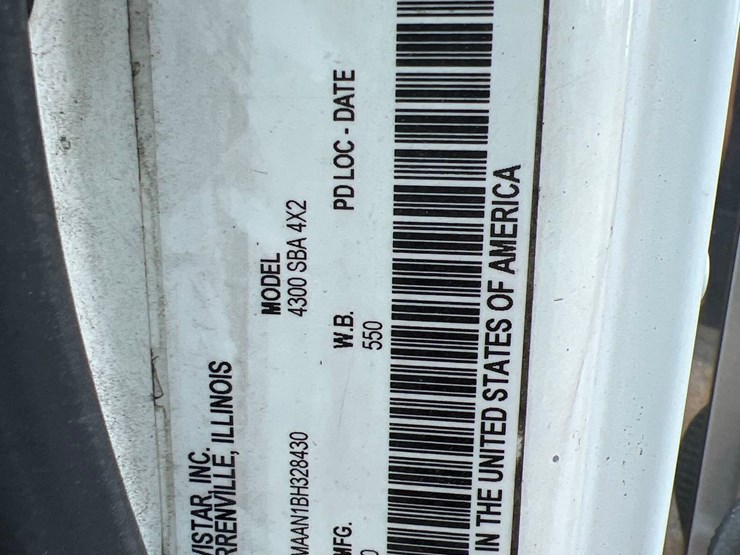 VISTAR, INC.
RRENVILLE, ILLINOIS
MODEL
MAAN1BH328430 4300 SBA 4X2
MFG. W.B. PD LOC - DATE
550
IN THE UNITED STATES OF AMERICA